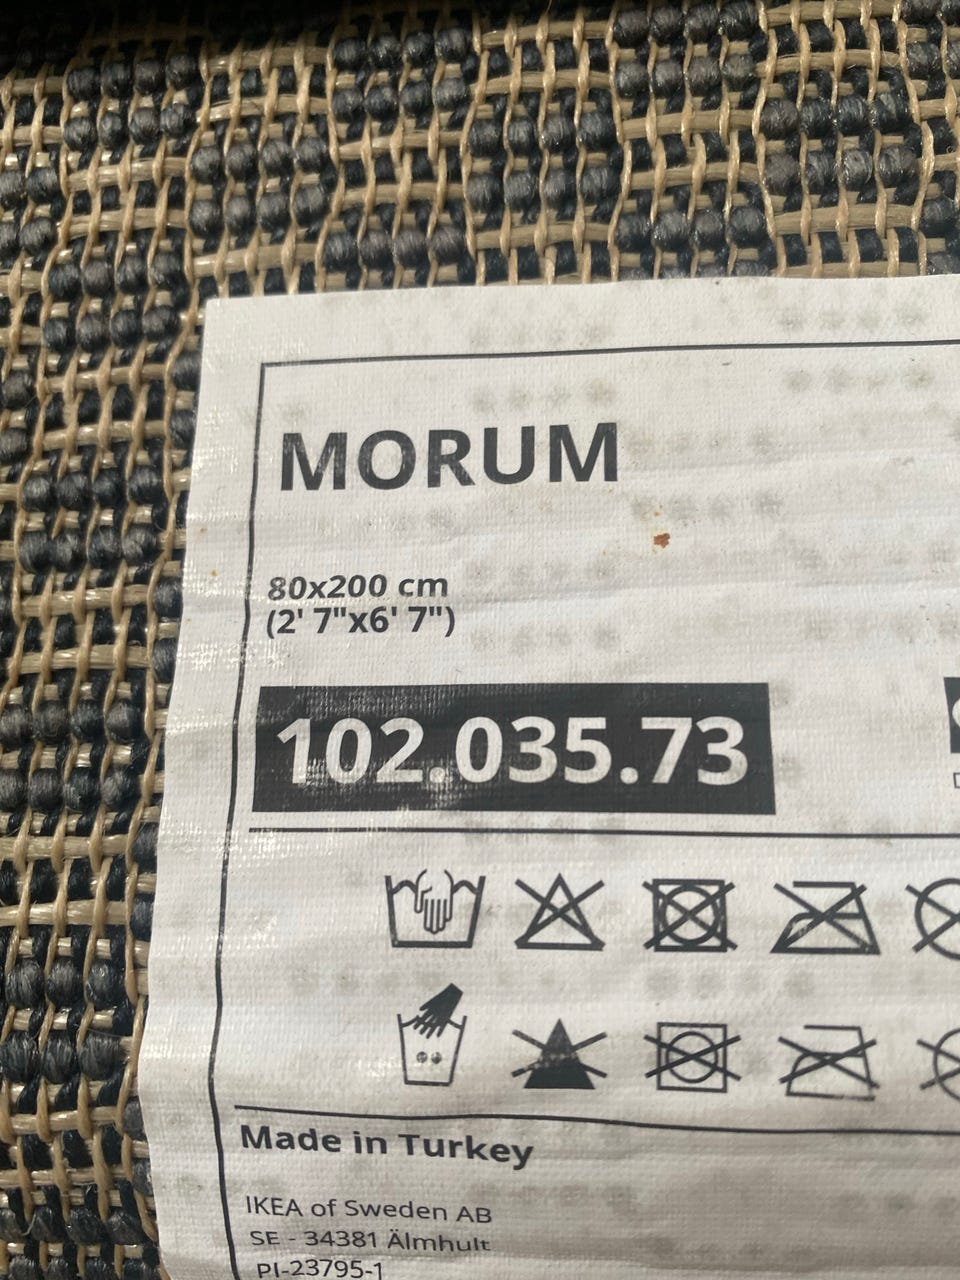 MORUM
80x200 cm
(2' 7"x6' 7")
102.035.73
Made in Turkey
IKEA of Sweden AB
SE - 34381 Älmhult
PI-23795-1